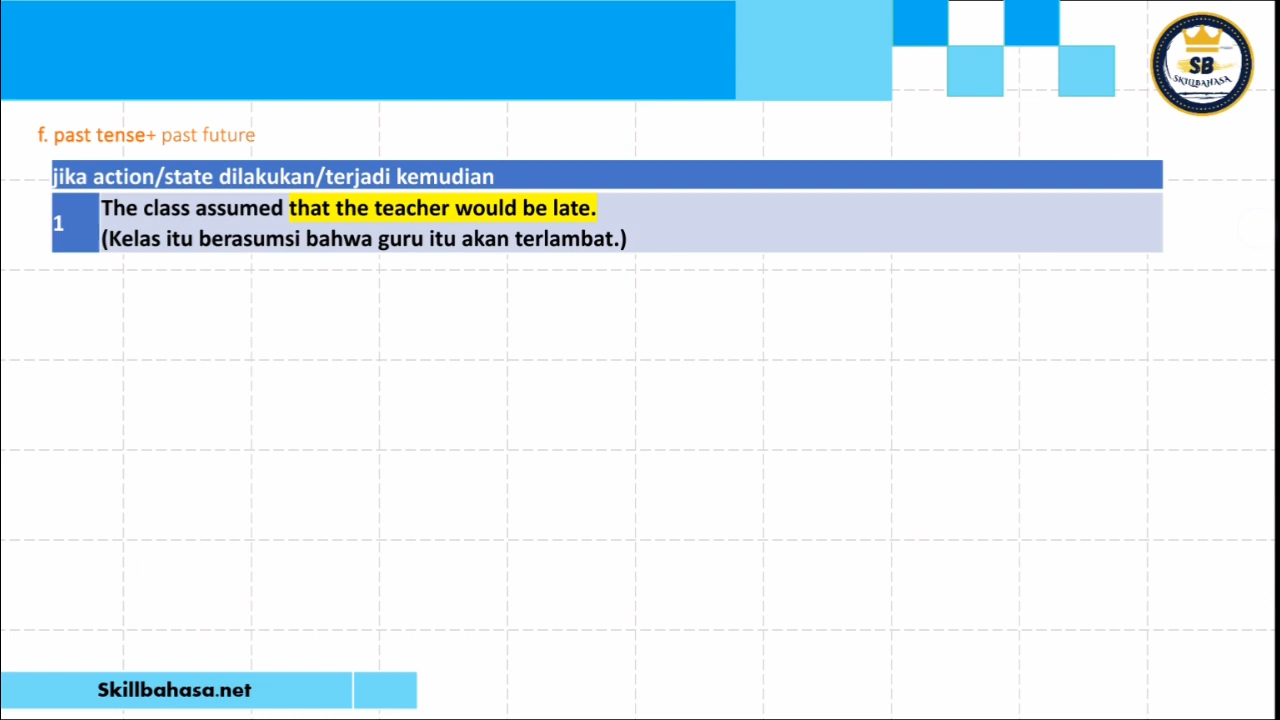 SB
SKILLBAHASA
f. past tense+ past future
jika action/state dilakukan/terjadi kemudian
1
The class assumed that the teacher would be late.
(Kelas itu berasumsi bahwa guru itu akan terlambat.)
Skillbahasa.net